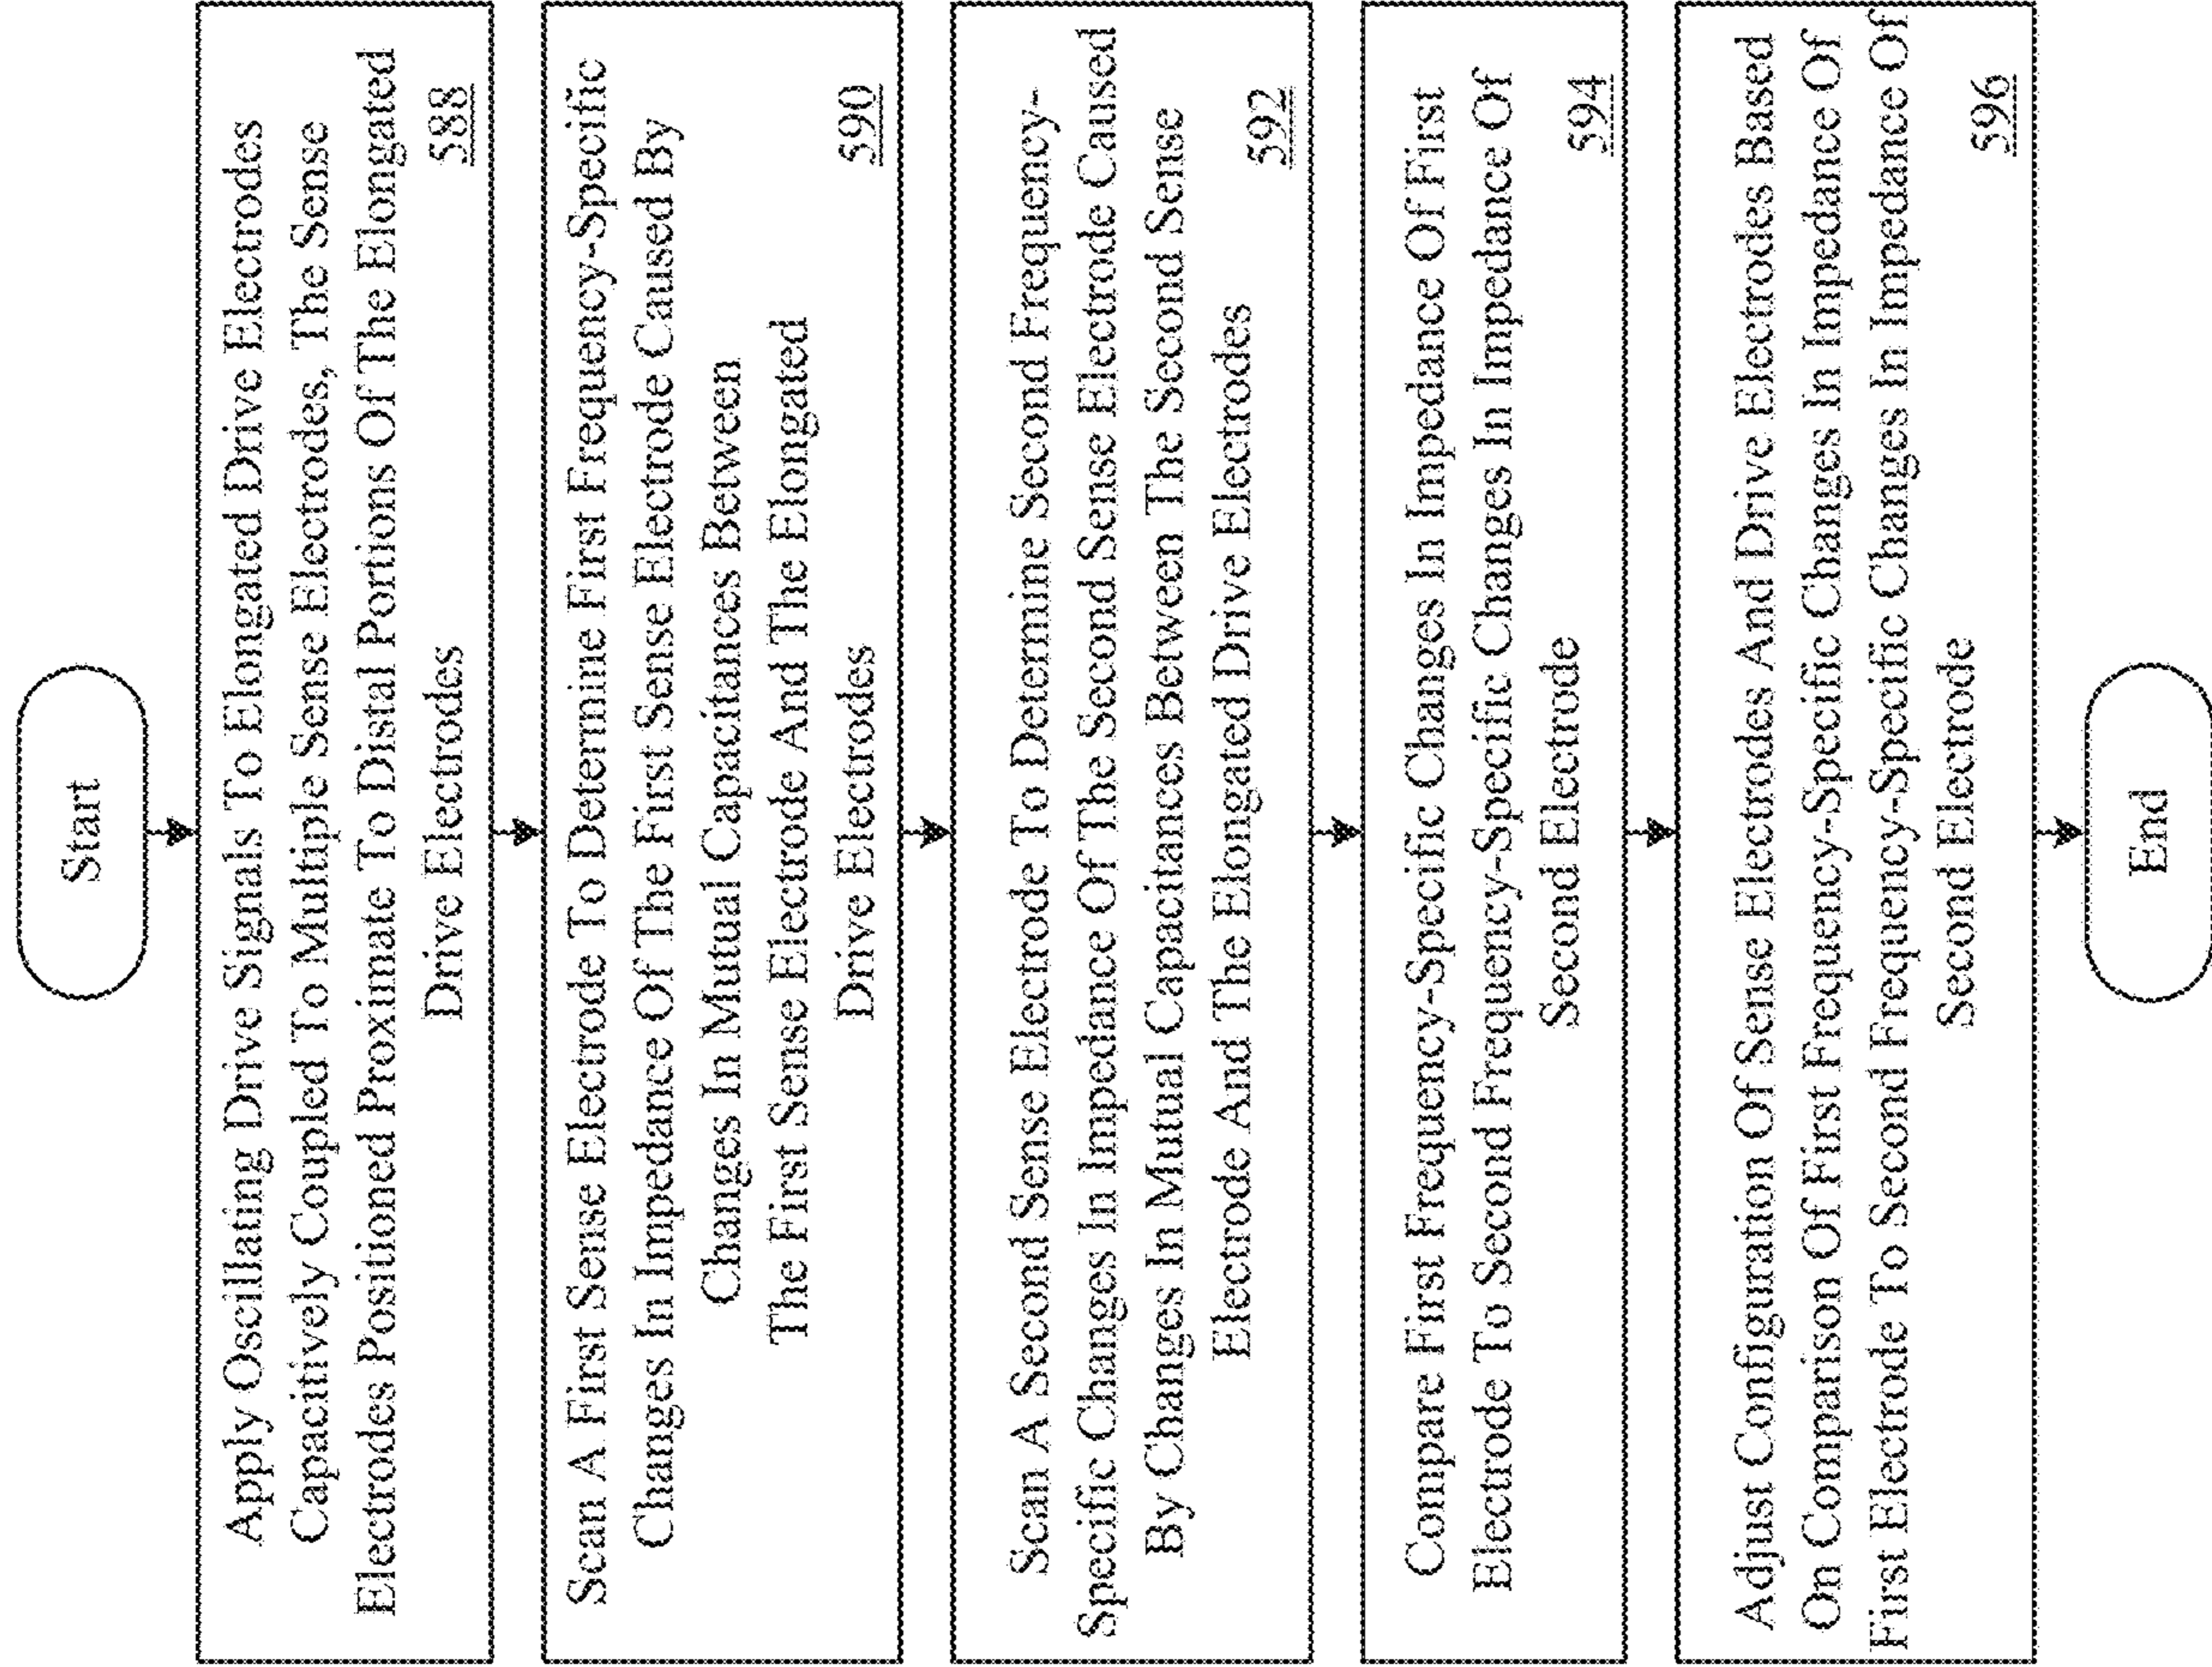 Start
Apply Oscillating Drive Signals To Elongated Drive Electrodes
Capacitively Coupled To Multiple Sense Electrodes, The Sense
Electrodes Positioned Proximate To Distal Portions Of The Elongated
Drive Electrodes
588
Scan A First Sense Electrode To Determine First Frequency-Specific
Changes In Impedance Of The First Sense Electrode Caused By
Changes In Mutual Capacitances Between
The First Sense Electrode And The Elongated
Drive Electrodes
590
Scan A Second Sense Electrode To Determine Second Frequency-
Specific Changes In Impedance Of The Second Sense Electrode Caused
By Changes In Mutual Capacitances Between The Second Sense
Electrode And The Elongated Drive Electrodes
592
Compare First Frequency-Specific Changes In Impedance Of First
Electrode To Second Frequency-Specific Changes In Impedance Of
Second Electrode
594
Adjust Configuration Of Sense Electrodes And Drive Electrodes Based
On Comparison Of First Frequency-Specific Changes In Impedance Of
First Electrode To Second Frequency-Specific Changes In Impedance Of
Second Electrode
596
End